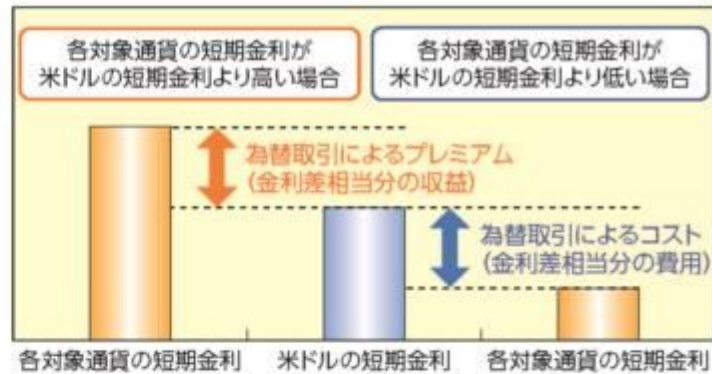 各対象通貨の短期金利が
米ドルの短期金利より高い場合
各対象通貨の短期金利が
米ドルの短期金利より低い場合
為替取引によるプレミアム
(金利差相当分の収益)
為替取引によるコスト
(金利差相当分の費用)
各対象通貨の短期金利
米ドルの短期金利
各対象通貨の短期金利